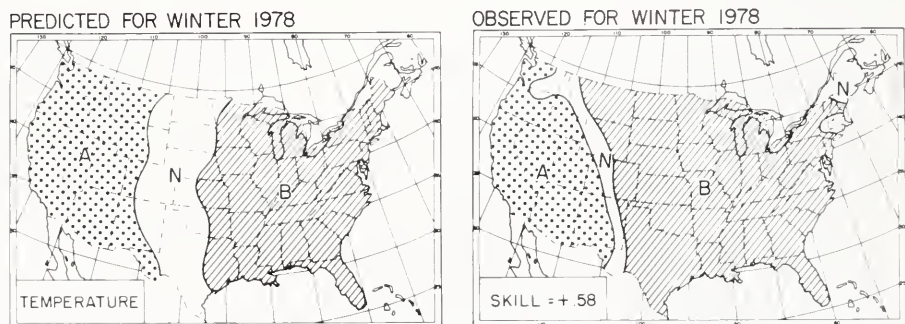 PREDICTED FOR WINTER 1978
A
N
B
TEMPERATURE
OBSERVED FOR WINTER 1978
N
A
N
B
SKILL = +.58